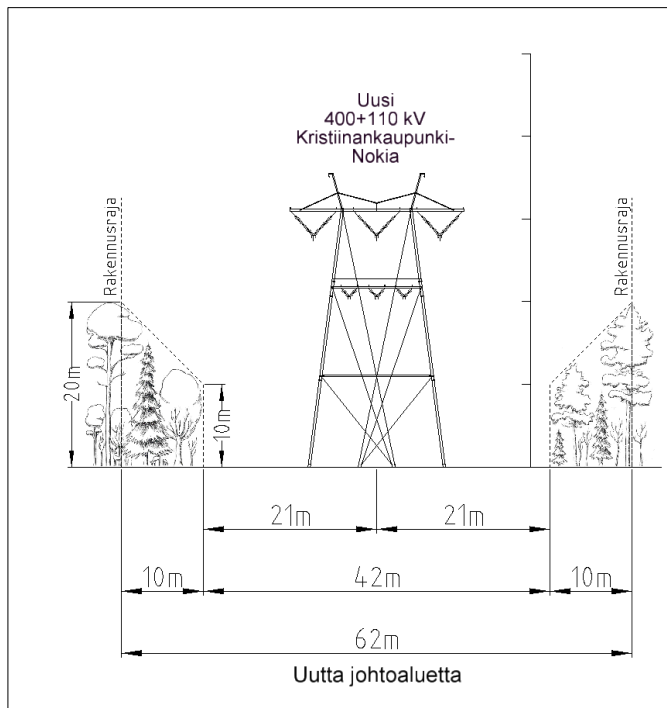 Uusi
400+110 kV
Kristiinankaupunki-
Nokia
Rakennusraja
Rakennusraja
20m
10m
21m
21m
10m
42m
10m
62m
Uutta johtoaluetta